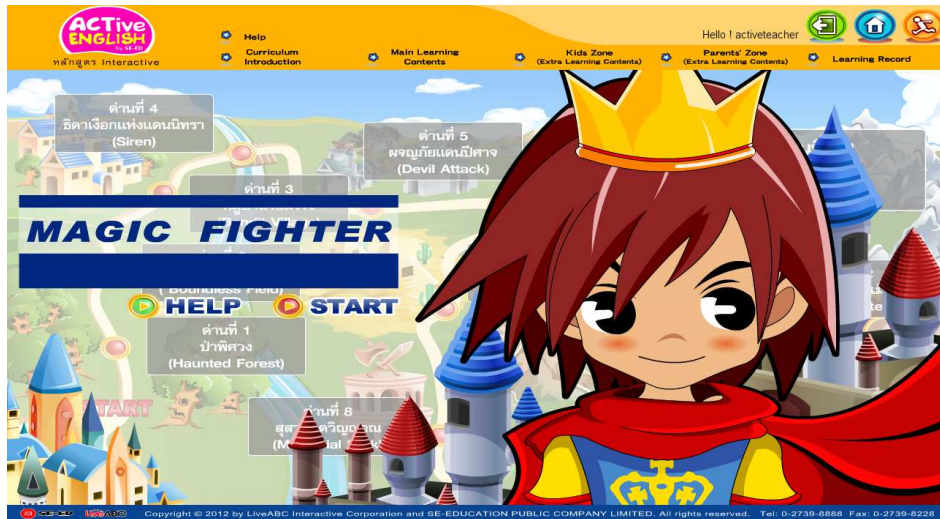 ACTive
ENGLISH
by SE-ED
หลักสูตร Interactive
Help
Curriculum
Introduction
Main Learning
Contents
Kids Zone
(Extra Learning Contents)
Hello ! activeteacher
Parents' Zone
(Extra Learning Contents)
Learning Record
ด่านที่ 4
ธิดาเงือกแห่งแดนนิทรา
(Siren)
ด่านที่ 5
ผจญภัยแดนปีศาจ
(Devil Attack)
ด่านที่ 3
MAGIC FIGHTER
Boundless Field)
HELP
START
ด่านที่ 1
ป่าพิศวง
(Haunted Forest)
START
ด่านที่ 8
SE-ED LiveABC Copyright © 2012 by LiveABC Interactive Corporation and SE-EDUCATION PUBLIC COMPANY LIMITED. All rights reserved. Tel: 0-2739-8888 Fax: 0-2739-8228